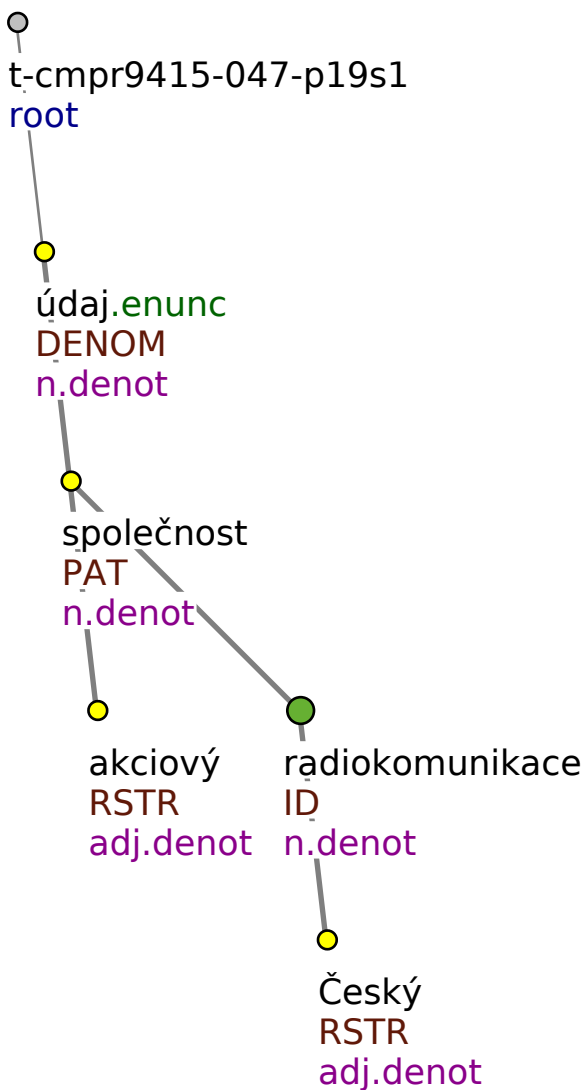 t-cmpr9415-047-p19s1
root
údaj.enunc
DENOM
n.denot
společnost
PAT
n.denot
akciový
RSTR
adj.denot
radiokomunikace
ID
n.denot
Český
RSTR
adj.denot